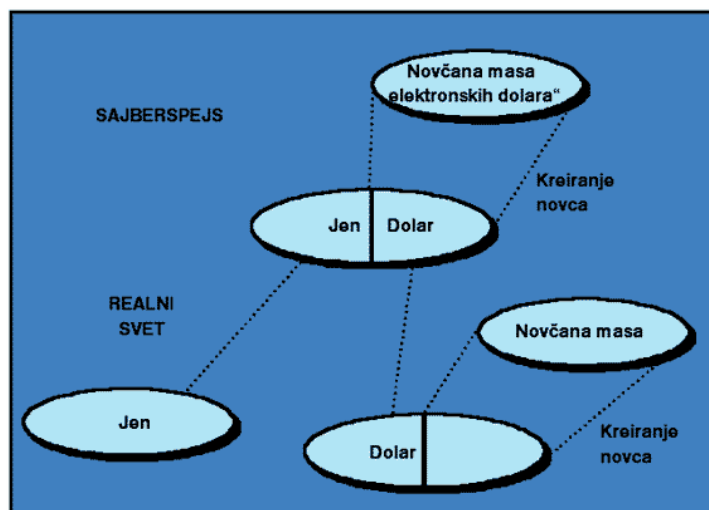 Novčana masa
elektronskih dolara“
SAJBERSPEJS
Kreiranje
novca
Jen
Dolar
REALNI
SVET
Novčana masa
Jen
Dolar
Kreiranje
novca